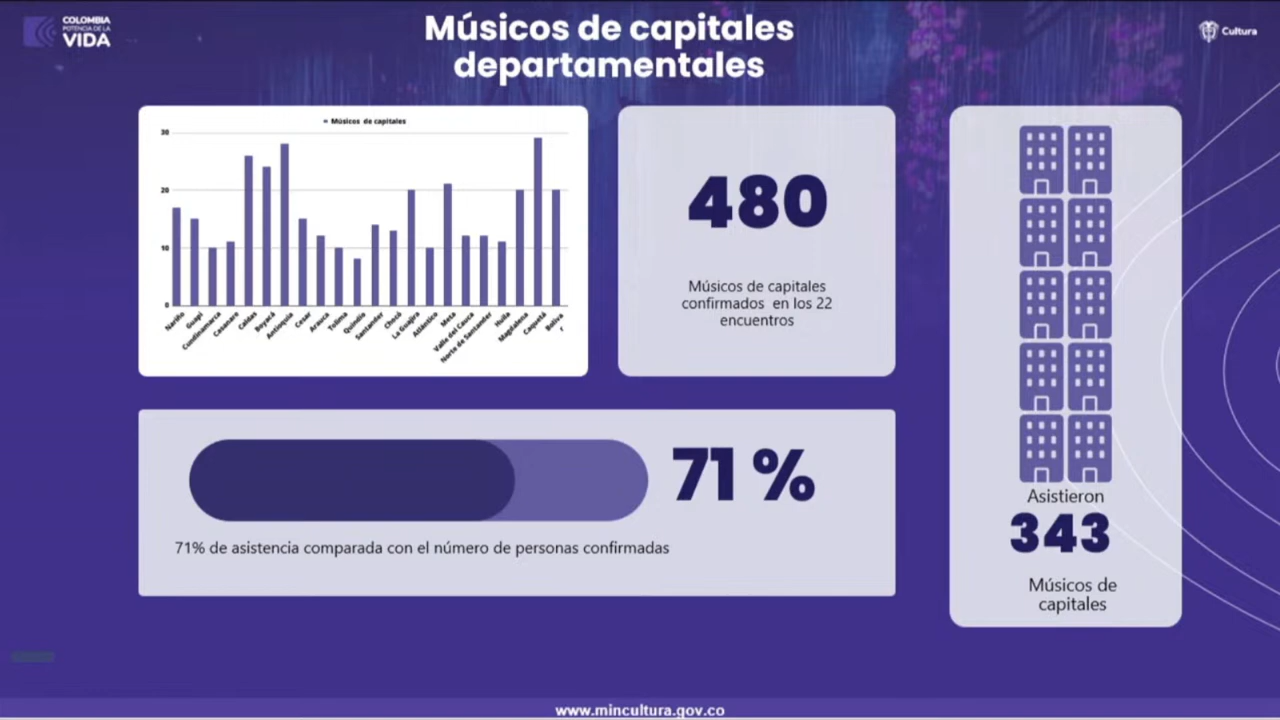 COLOMBIA
POTENCIA DE LA
VIDA
Músicos de capitales
departamentales
Cultura
Músicos de capitales
30
20
10
0
Nariño
Guapi
Cundinamarca
Casanare
Caldas
Boyacá
Antioquia
Cesar
Arauca
Tolima
Quindío
Santander
Chocó
La Guajira
Atlántico
Meta
Valle del Cauca
Norte de Santander
Huila
Magdalena
Caquetá
Bolíva
r
480
Músicos de capitales
confirmados en los 22
encuentros
71 %
71% de asistencia comparada con el número de personas confirmadas
Asistieron
343
Músicos de
capitales
www.mincultura.gov.co